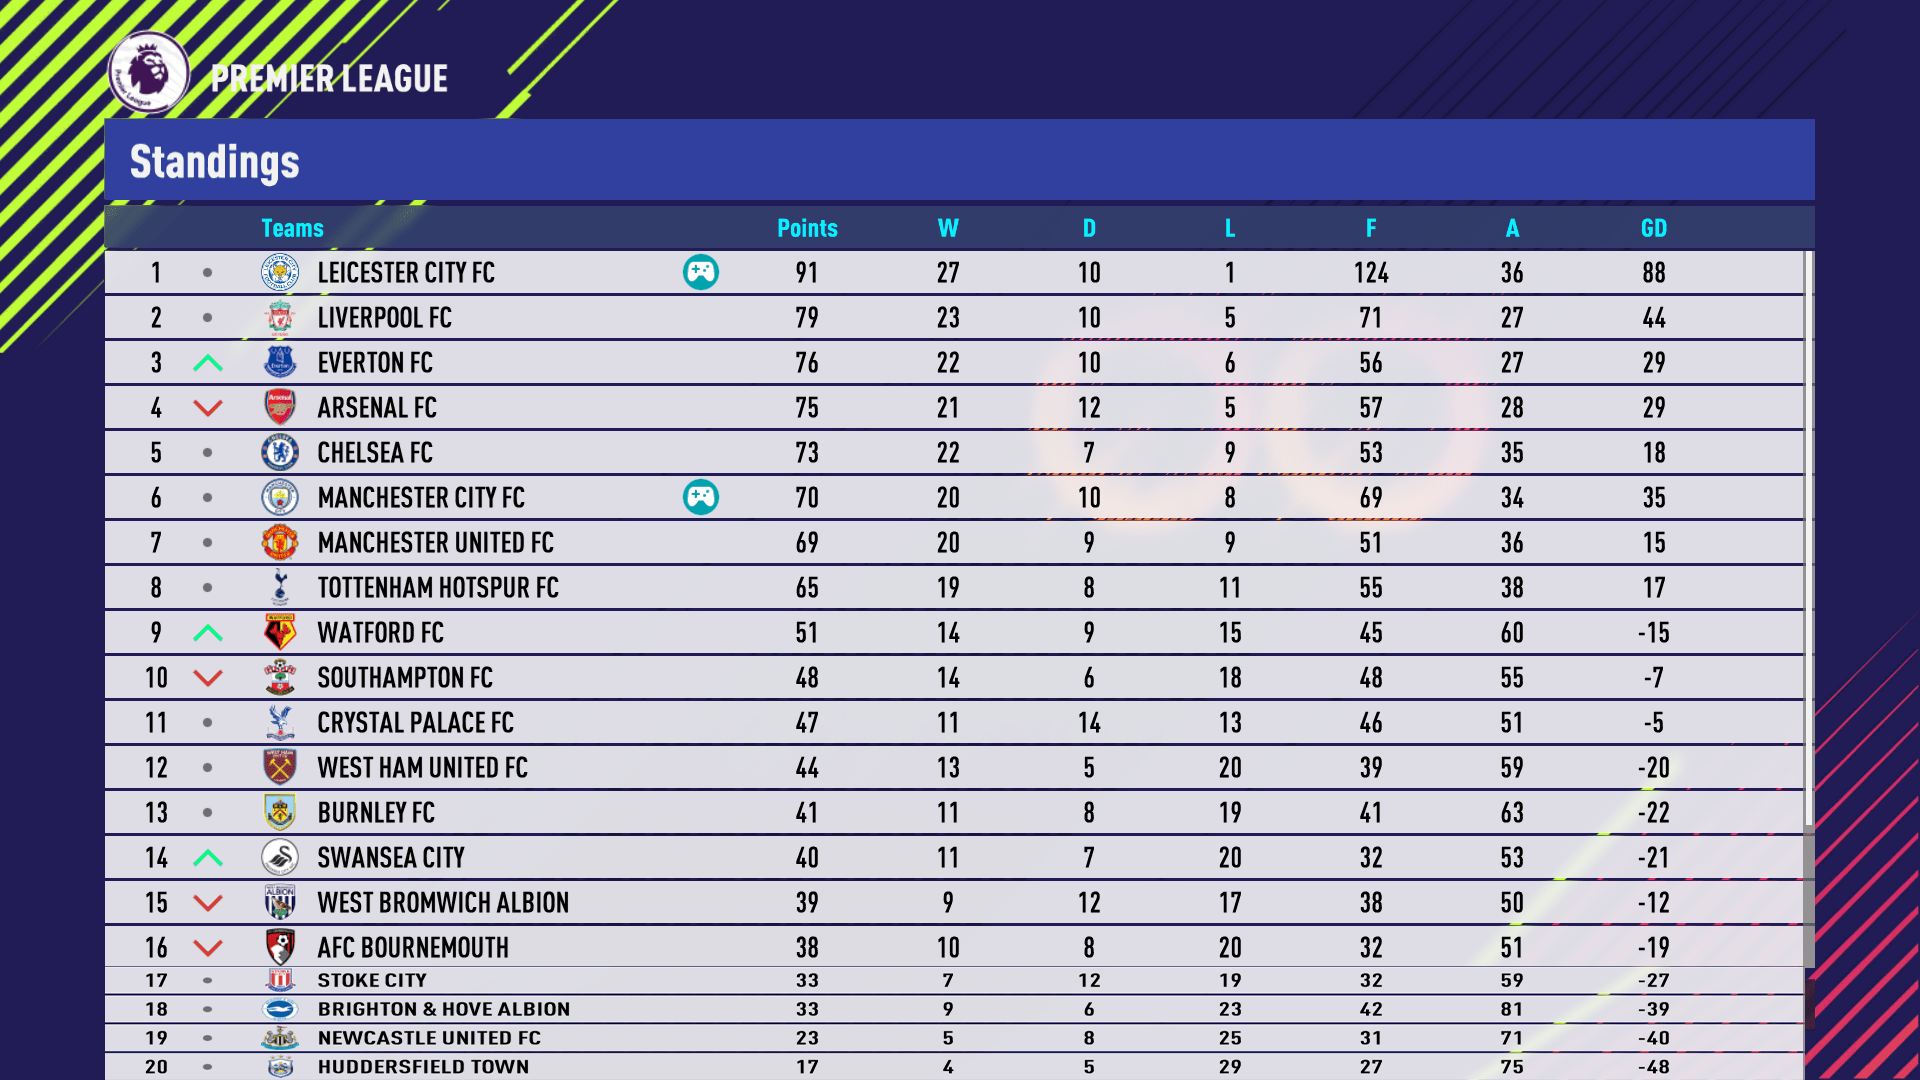 PREMIER LEAGUE
Standings
Teams Points W D L F A GD
1 LEICESTER CITY FC 91 27 10 1 124 36 88
2 LIVERPOOL FC 79 23 10 5 71 27 44
3 EVERTON FC 76 22 10 6 56 27 29
4 ARSENAL FC 75 21 12 5 57 28 29
5 CHELSEA FC 73 22 7 9 53 35 18
6 MANCHESTER CITY FC 70 20 10 8 69 34 35
7 MANCHESTER UNITED FC 69 20 9 9 51 36 15
8 TOTTENHAM HOTSPUR FC 65 19 8 11 55 38 17
9 WATFORD FC 51 14 9 15 45 60 -15
10 SOUTHAMPTON FC 48 14 6 18 48 55 -7
11 CRYSTAL PALACE FC 47 11 14 13 46 51 -5
12 WEST HAM UNITED FC 44 13 5 20 39 59 -20
13 BURNLEY FC 41 11 8 19 41 63 -22
14 SWANSEA CITY 40 11 7 20 32 53 -21
15 WEST BROMWICH ALBION 39 9 12 17 38 50 -12
16 AFC BOURNEMOUTH 38 10 8 20 32 51 -19
17 STOKE CITY 33 7 12 19 32 59 -27
18 BRIGHTON & HOVE ALBION 33 9 6 23 42 81 -39
19 NEWCASTLE UNITED FC 23 5 8 25 31 71 -40
20 HUDDERSFIELD TOWN 17 4 5 29 27 75 -48